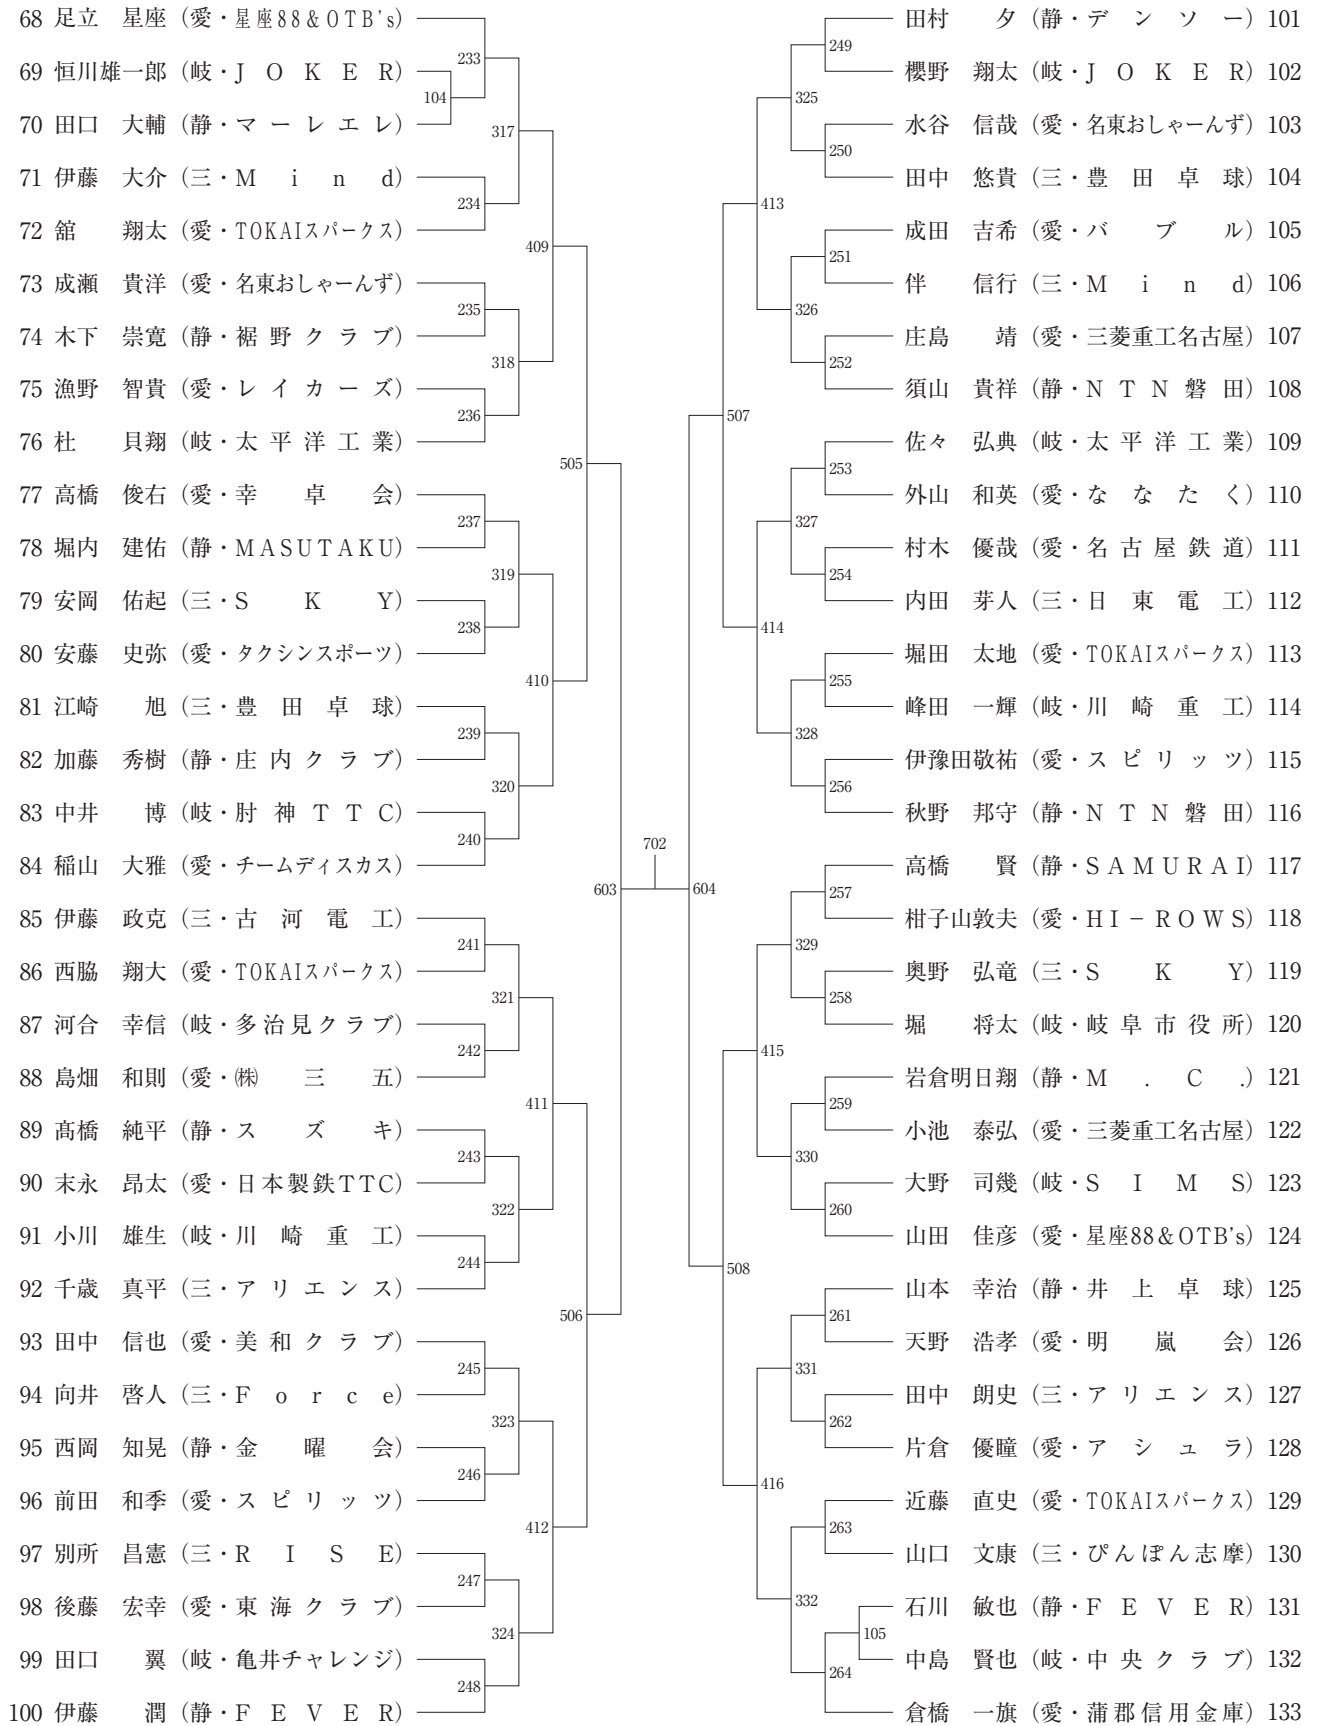 68 足立　星座（愛・星座88＆OTB's）
69 恒川雄一郎（岐・JOKER）
70 田口　大輔（静・マーレエレ）
71 伊藤　大介（三・Mind）
72 舘　　翔太（愛・TOKAIスパークス）
73 成瀬　貴洋（愛・名東おしゃーんず）
74 木下　崇寛（静・裾野クラブ）
75 漁野　智貴（愛・レイカーズ）
76 杜　　貝翔（岐・太平洋工業）
77 高橋　俊右（愛・幸卓会）
78 堀内　建佑（静・MASUTAKU）
79 安岡　佑起（三・SKY）
80 安藤　史弥（愛・タクシンスポーツ）
81 江崎　　旭（三・豊田卓球）
82 加藤　秀樹（静・庄内クラブ）
83 中井　　博（岐・肘神TTC）
84 稲山　大雅（愛・チームディスカス）
85 伊藤　政克（三・古河電工）
86 西脇　翔大（愛・TOKAIスパークス）
87 河合　幸信（岐・多治見クラブ）
88 島畑　和則（愛・㈱三五）
89 髙橋　純平（静・スズキ）
90 末永　昂太（愛・日本製鉄TTC）
91 小川　雄生（岐・川崎重工）
92 千歳　真平（三・アリエンス）
93 田中　信也（愛・美和クラブ）
94 向井　啓人（三・Force）
95 西岡　知晃（静・金曜会）
96 前田　和季（愛・スピリッツ）
97 別所　昌憲（三・RISE）
98 後藤　宏幸（愛・東海クラブ）
99 田口　　翼（岐・亀井チャレンジ）
100 伊藤　　潤（静・FEVER）
233
104
317
234
409
235
318
236
505
237
319
238
410
239
320
240
603
241
321
242
411
243
322
244
506
245
323
246
412
247
324
248
702
604
249
325
250
413
251
326
252
507
253
327
254
414
255
328
256
257
329
258
415
259
330
260
508
261
331
262
416
263
332
105
264
田村　　夕（静・デンソー）101
櫻野　翔太（岐・JOKER）102
水谷　信哉（愛・名東おしゃーんず）103
田中　悠貴（三・豊田卓球）104
成田　吉希（愛・バブル）105
伴　　信行（三・Mind）106
庄島　　靖（愛・三菱重工名古屋）107
須山　貴祥（静・NTN磐田）108
佐々　弘典（岐・太平洋工業）109
外山　和英（愛・ななたく）110
村木　優哉（愛・名古屋鉄道）111
内田　芽人（三・日東電工）112
堀田　太地（愛・TOKAIスパークス）113
峰田　一輝（岐・川崎重工）114
伊豫田敬祐（愛・スピリッツ）115
秋野　邦守（静・NTN磐田）116
高橋　　賢（静・SAMURAI）117
柑子山敦夫（愛・HI－ROWS）118
奥野　弘竜（三・SKY）119
堀　　将太（岐・岐阜市役所）120
岩倉明日翔（静・M.C.）121
小池　泰弘（愛・三菱重工名古屋）122
大野　司幾（岐・SIMS）123
山田　佳彦（愛・星座88＆OTB's）124
山本　幸治（静・井上卓球）125
天野　浩孝（愛・明嵐会）126
田中　朗史（三・アリエンス）127
片倉　優瞳（愛・アシュラ）128
近藤　直史（愛・TOKAIスパークス）129
山口　文康（三・ぴんぽん志摩）130
石川　敏也（静・FEVER）131
中島　賢也（岐・中央クラブ）132
倉橋　一旗（愛・蒲郡信用金庫）133